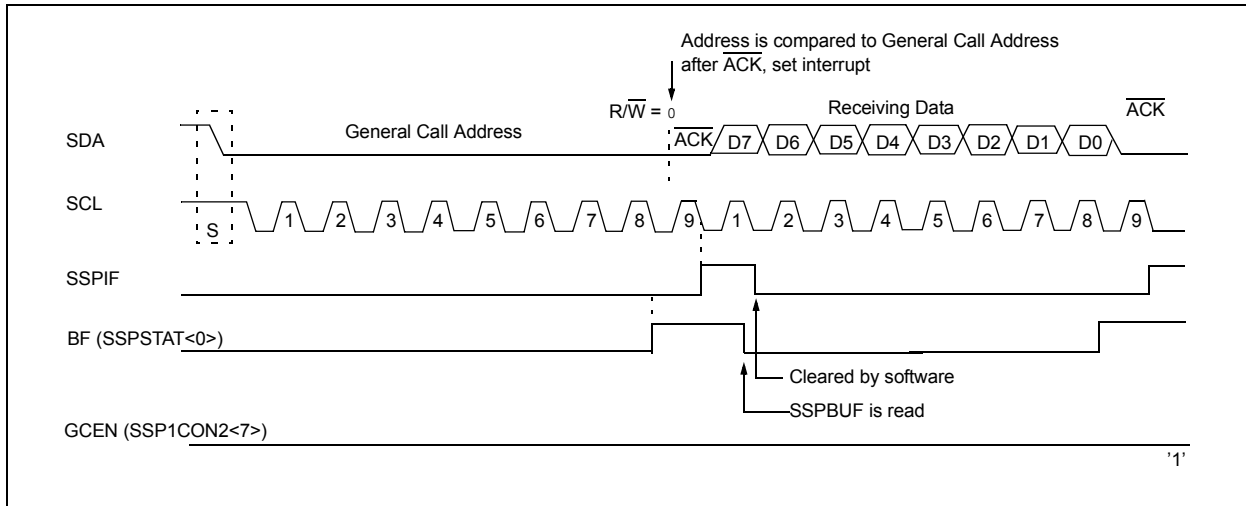 Address is compared to General Call Address
after ACK, set interrupt
R/W = 0
Receiving Data
ACK
SDA
General Call Address
ACK
D7 D6 D5 D4 D3 D2 D1 D0
SCL
S
1 2 3 4 5 6 7 8 9 1 2 3 4 5 6 7 8 9
SSPIF
BF (SSPSTAT<0>)
Cleared by software
SSPBUF is read
GCEN (SSP1CON2<7>)
'1'